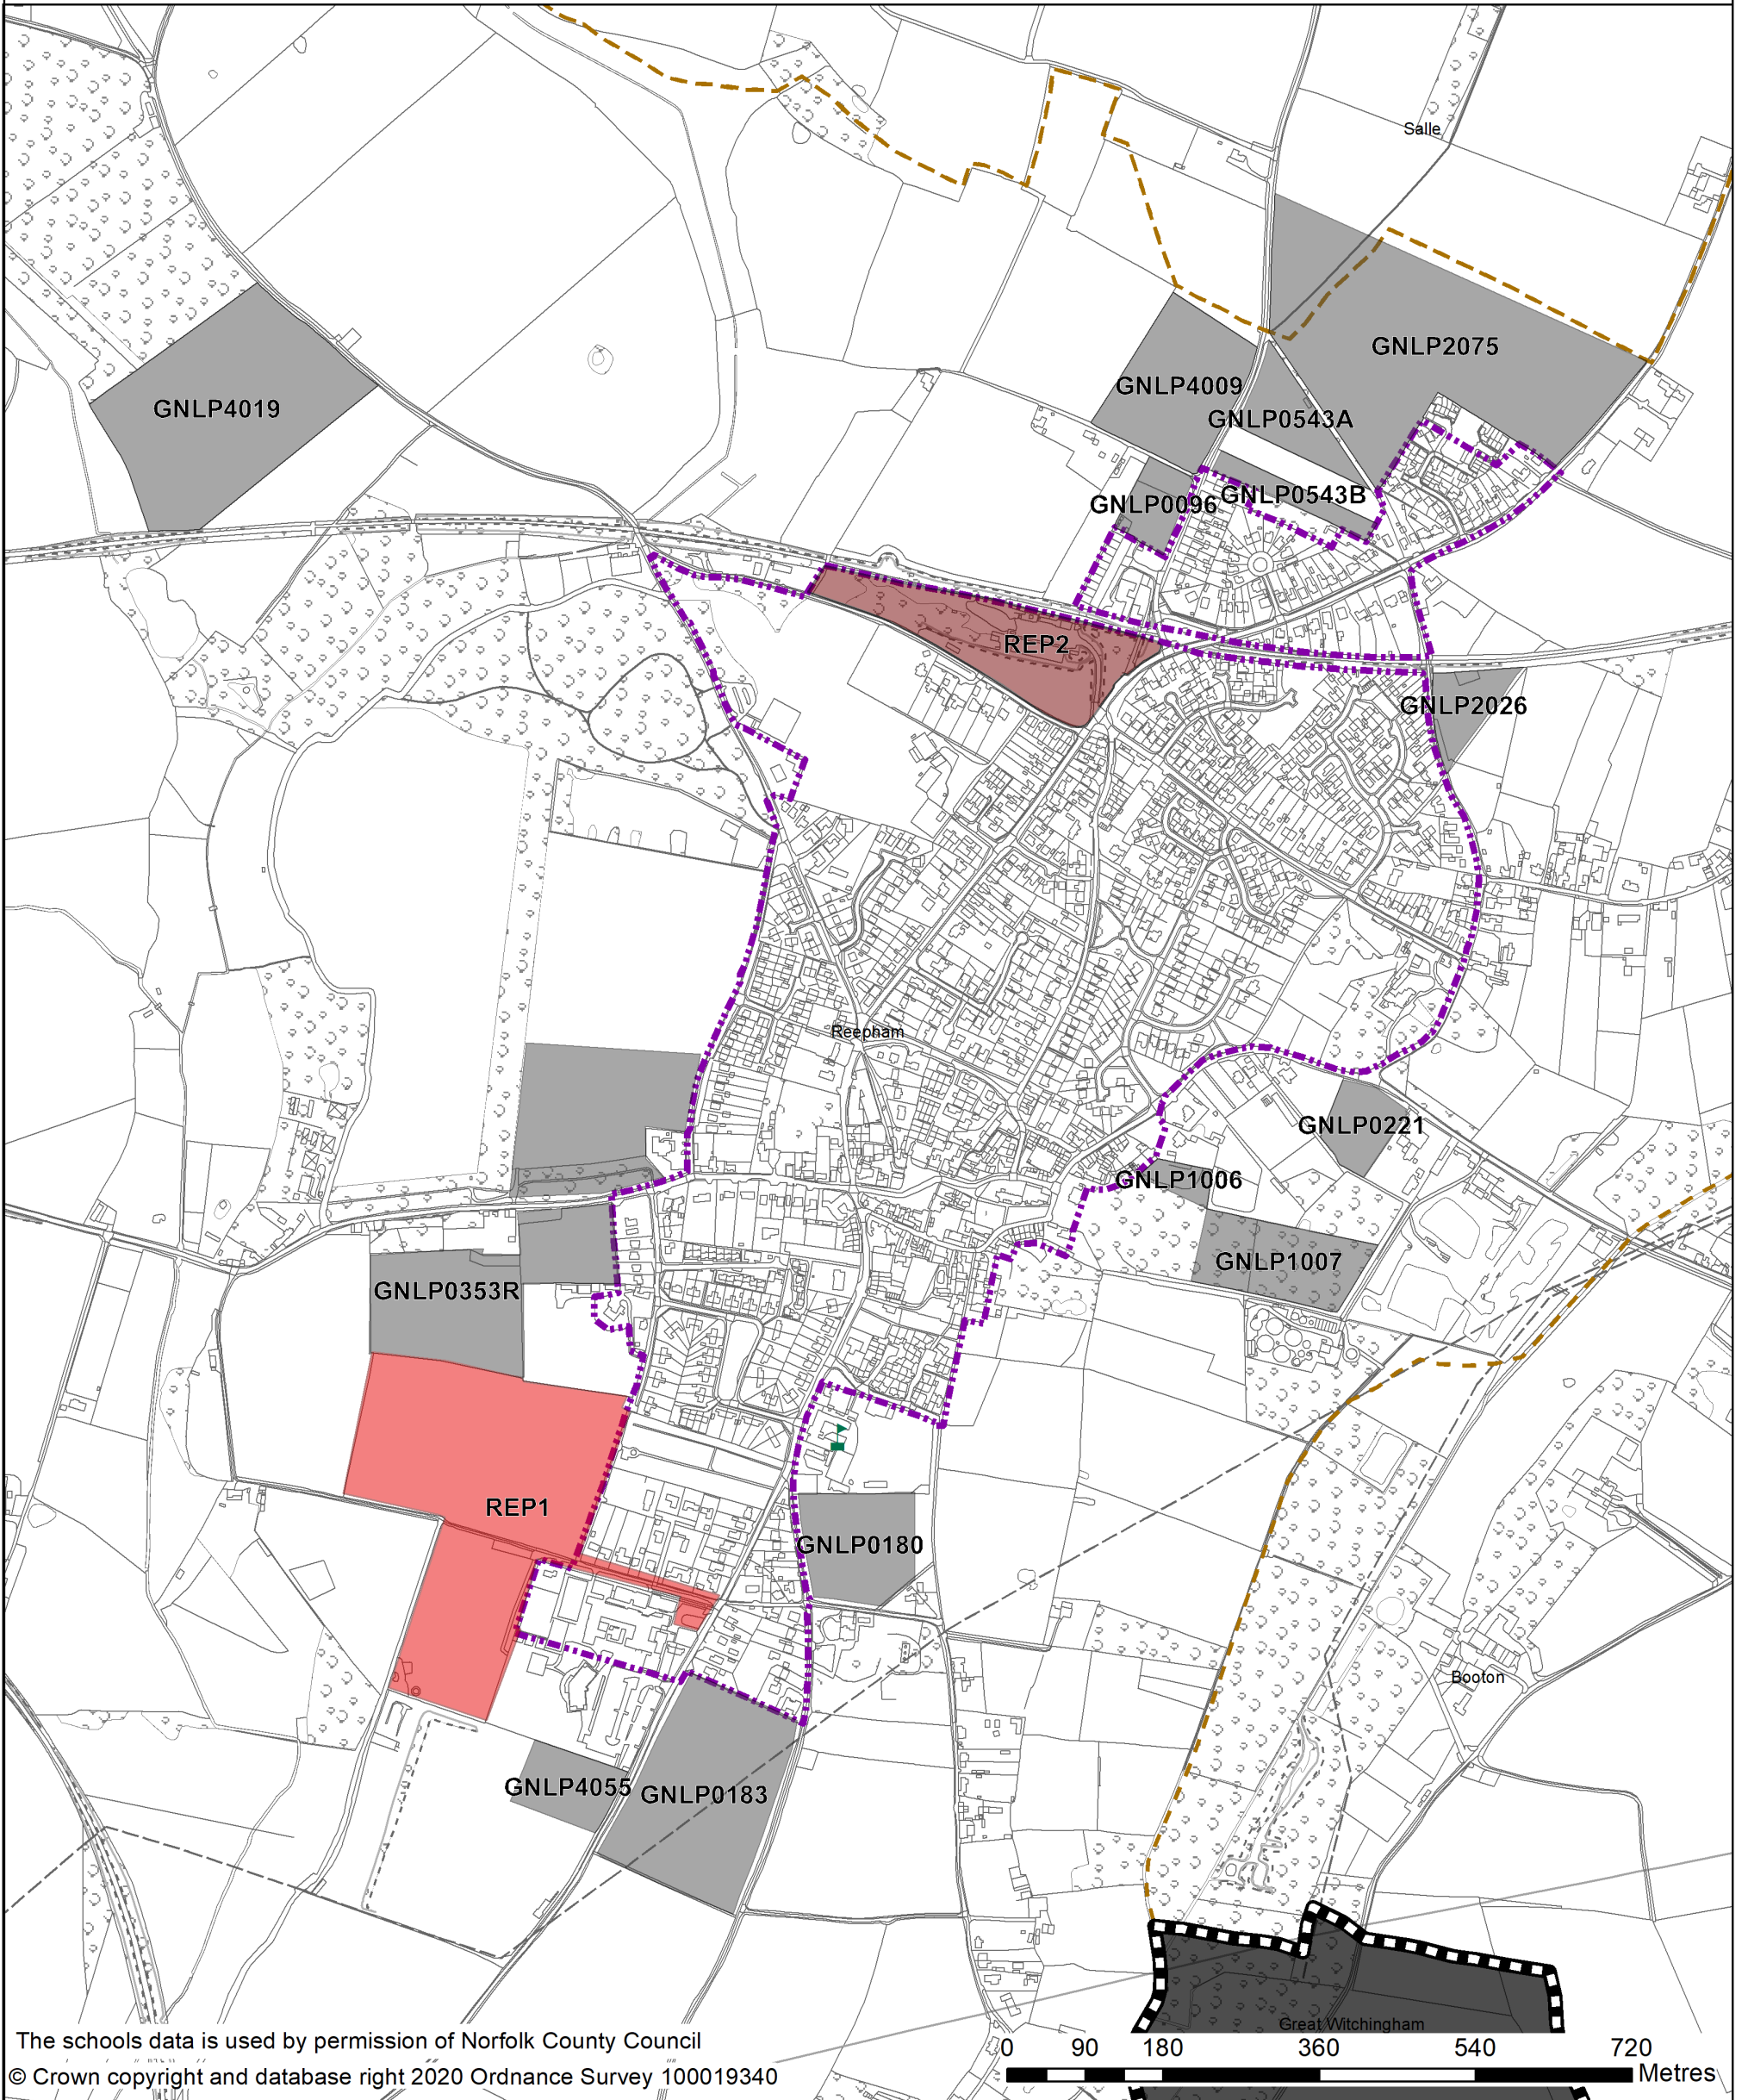 Salle
GNLP2075
GNLP4009
GNLP4019
GNLP0543A
GNLP0543B
GNLP0096
REP2
GNLP2026
Reepham
GNLP0221
GNLP1006
GNLP1007
GNLP0353R
REP1
GNLP0180
Booton
GNLP4055
GNLP0183
Great Witchingham
The schools data is used by permission of Norfolk County Council
0 90 180 360 540 720
Metres
© Crown copyright and database right 2020 Ordnance Survey 100019340